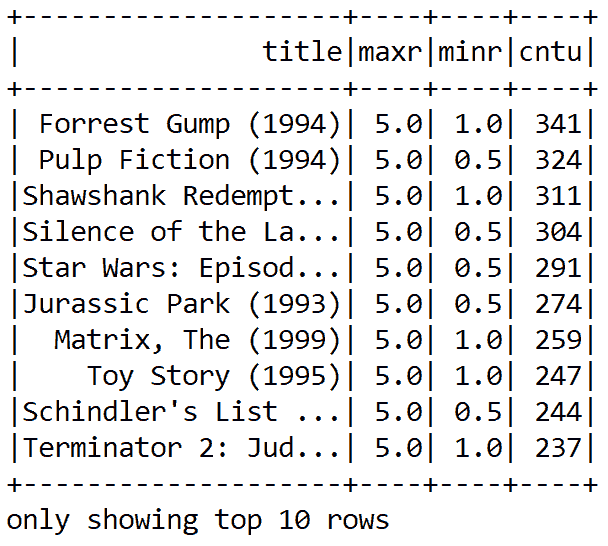 +--------------------+----+----+----+
|               title|maxr|minr|cntu|
+--------------------+----+----+----+
| Forrest Gump (1994)| 5.0| 1.0| 341|
| Pulp Fiction (1994)| 5.0| 0.5| 324|
|Shawshank Redempt...| 5.0| 1.0| 311|
|Silence of the La...| 5.0| 0.5| 304|
|Star Wars: Episod...| 5.0| 0.5| 291|
|Jurassic Park (1993)| 5.0| 0.5| 274|
|  Matrix, The (1999)| 5.0| 1.0| 259|
|    Toy Story (1995)| 5.0| 1.0| 247|
|Schindler's List ...| 5.0| 0.5| 244|
|Terminator 2: Jud...| 5.0| 1.0| 237|
+--------------------+----+----+----+
only showing top 10 rows